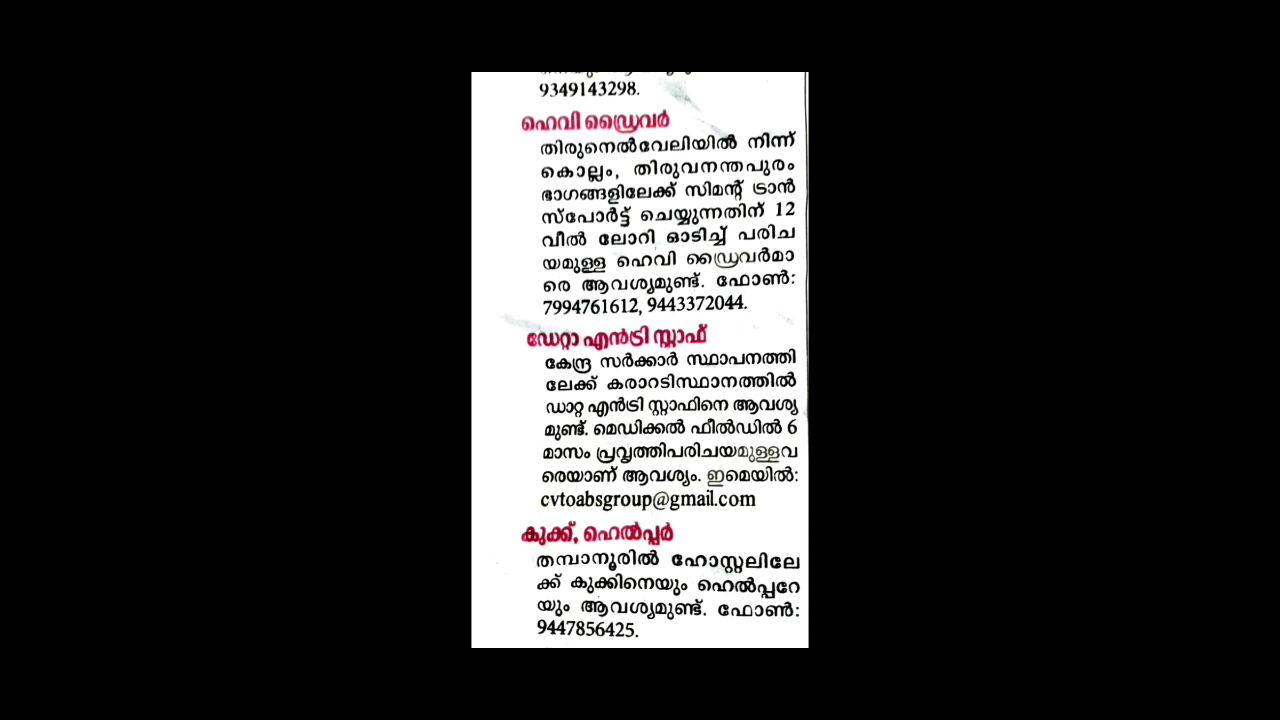 9349143298.
ഹെവി ഡ്രൈവർ
തിരുനെൽവേലിയിൽ നിന്ന്
കൊല്ലം, തിരുവനന്തപുരം
ഭാഗങ്ങളിലേക്ക് സിമന്റ് ട്രാൻ
സ്പോർട്ട് ചെയ്യുന്നതിന് 12
വീൽ ലോറി ഓടിച്ച് പരിച
യമുള്ള ഹെവി ഡ്രൈവർമാ
രെ ആവശ്യമുണ്ട്. ഫോൺ:
7994761612, 9443372044.
ഡേറ്റാ എൻട്രി സ്റ്റാഫ്
കേന്ദ്ര സർക്കാർ സ്ഥാപനത്തി
ലേക്ക് കരാറടിസ്ഥാനത്തിൽ
ഡാറ്റ എൻട്രി സ്റ്റാഫിനെ ആവശ്യ
മുണ്ട്. മെഡിക്കൽ ഫീൽഡിൽ 6
മാസം പ്രവൃത്തിപരിചയമുള്ളവ
രെയാണ് ആവശ്യം. ഇമെയിൽ:
cvtoabsgroup@gmail.com
കുക്ക്, ഹെൽപ്പർ
തമ്പാനൂരിൽ ഹോസ്റ്റലിലേ
ക്ക് കുക്കിനെയും ഹെൽപ്പറേ
യും ആവശ്യമുണ്ട്. ഫോൺ:
9447856425.